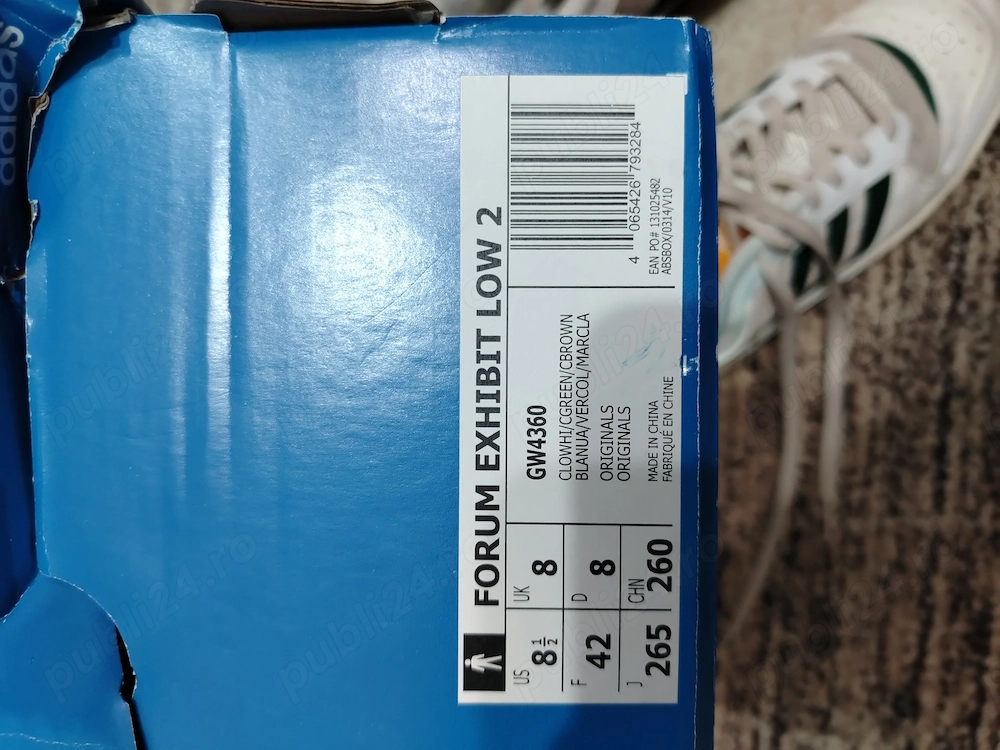 adidas
FORUM EXHIBIT LOW 2
US
8½
UK
8
F
42
D
8
J
265
CHN
260
GW4360
CLOWHI/CGREEN/CBROWN
BLANUA/VERCOL/MARCLA
ORIGINALS
ORIGINALS
MADE IN CHINA
FABRIQUÉ EN CHINE
4 065426 793284
EAN PO# 131025482
ABSBOX/0314/V10
publi24.ro